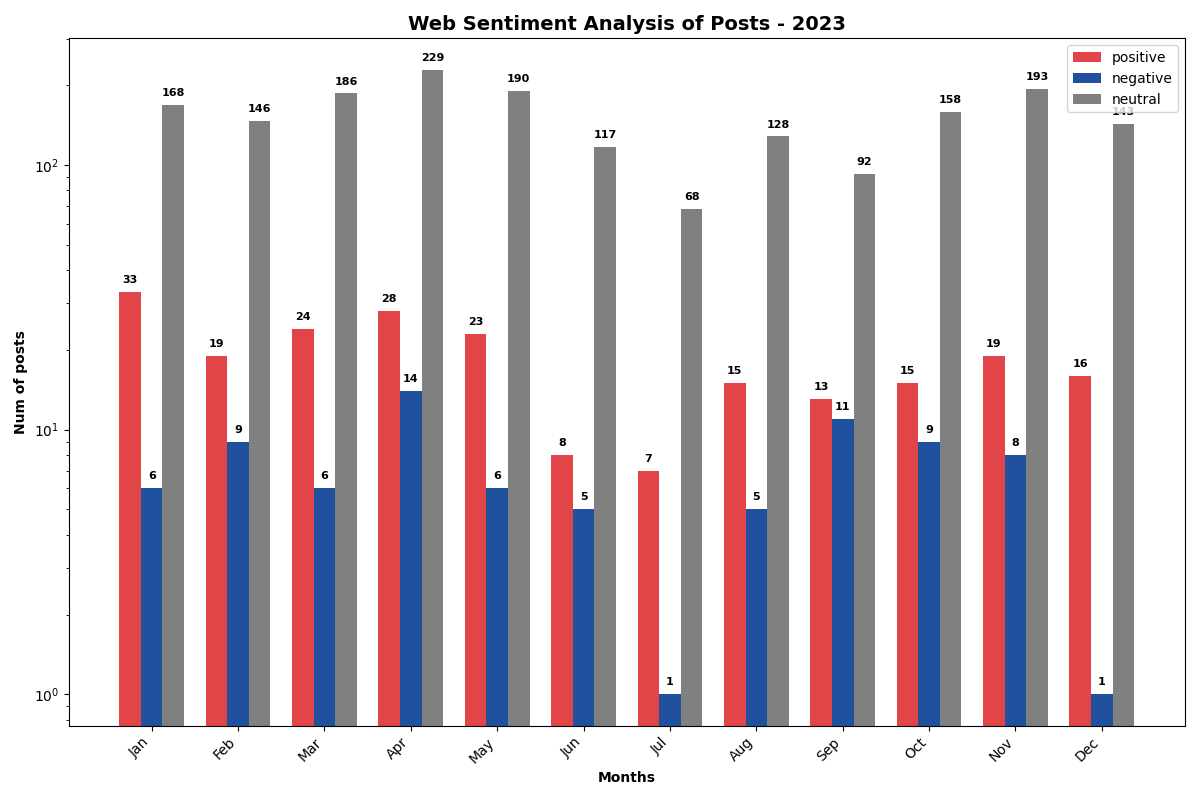 Web Sentiment Analysis of Posts - 2023
positive
negative
neutral
Num of posts
10²
10¹
10⁰
33
6
168
19
9
146
24
6
186
28
14
229
23
6
190
8
5
117
7
1
68
15
5
128
13
11
92
15
9
158
19
8
193
16
1
143
Jan
Feb
Mar
Apr
May
Jun
Jul
Aug
Sep
Oct
Nov
Dec
Months